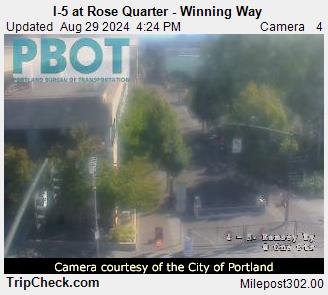 I-5 at Rose Quarter - Winning Way
Updated Aug 29 2024 4:24 PM Camera 4
PBOT
PORTLAND BUREAU OF TRANSPORTATION
Camera courtesy of the City of Portland
TripCheck.com Milepost302.00